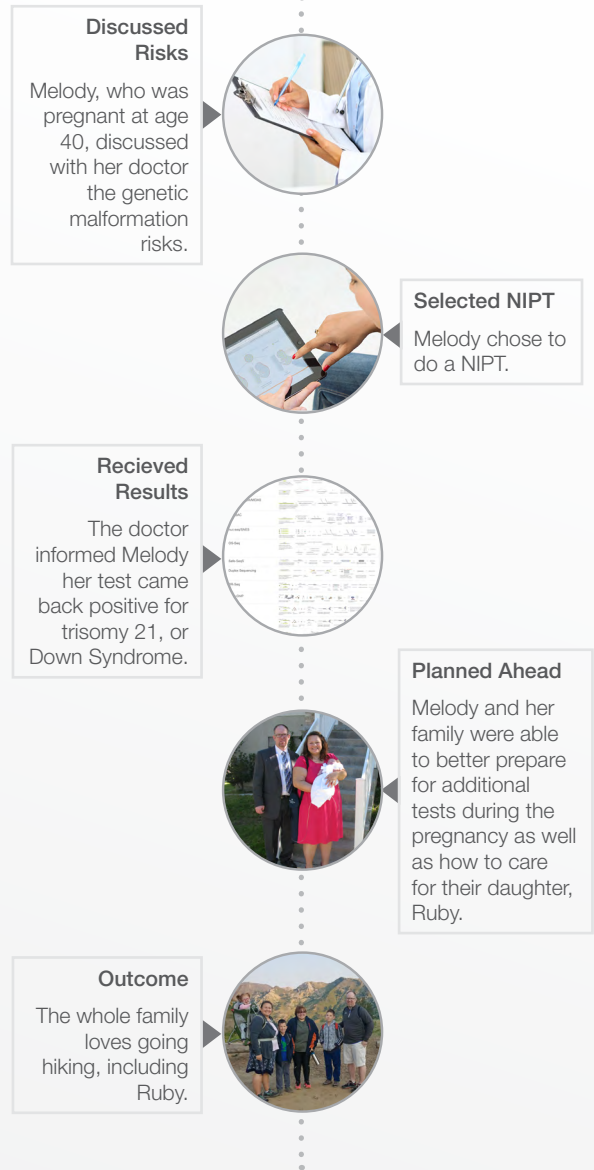 Discussed
Risks
Melody, who was
pregnant at age
40, discussed
with her doctor
the genetic
malformation
risks.
Selected NIPT
Melody chose to
do a NIPT.
Recieved
Results
The doctor
informed Melody
her test came
back positive for
trisomy 21, or
Down Syndrome.
Planned Ahead
Melody and her
family were able
to better prepare
for additional
tests during the
pregnancy as well
as how to care
for their daughter,
Ruby.
Outcome
The whole family
loves going
hiking, including
Ruby.